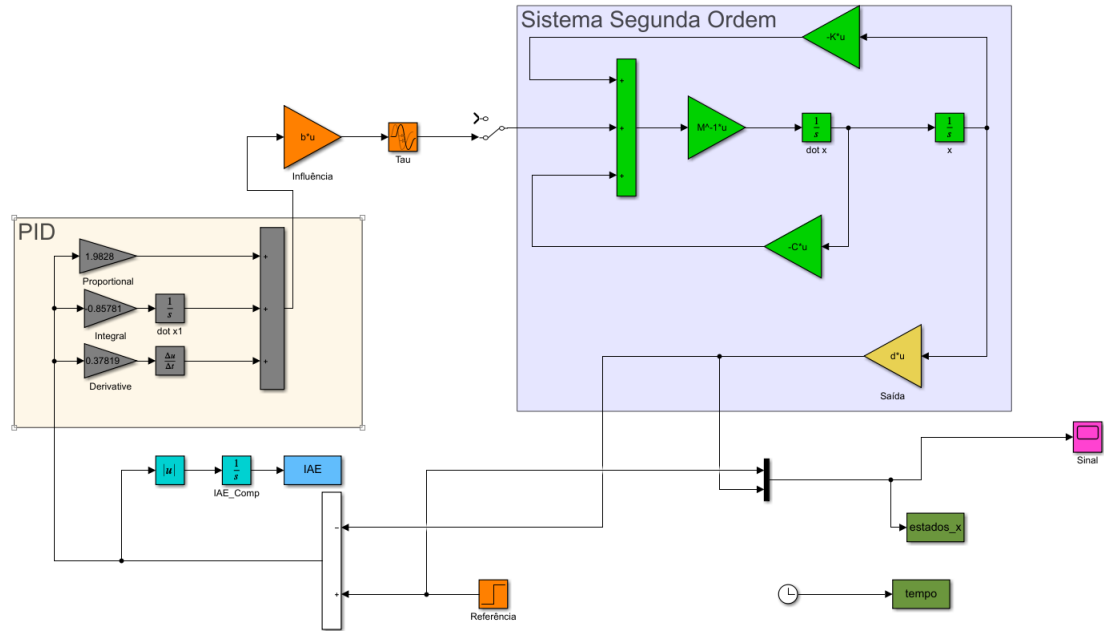 Sistema Segunda Ordem
-K*u
+
+
+
M^-1*u
1
s
dot x
1
s
x
-C*u
d*u
Saída
b*u
Influência
Tau
PID
1.9828
Proportional
-0.85781
Integral
1
s
dot x1
0.37819
Derivative
Δu
Δt
+
+
+
|u|
1
s
IAE_Comp
IAE
−
+
Referência
Sinal
estados_x
tempo